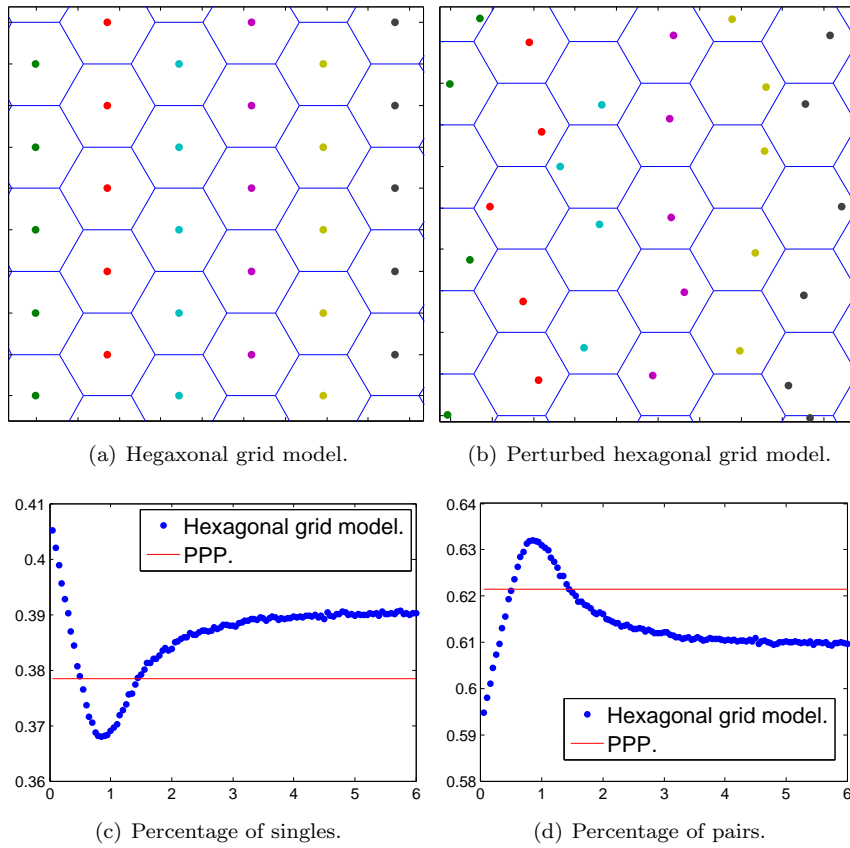 (a) Hegaxonal grid model.
(b) Perturbed hexagonal grid model.
0.41
0.4
0.39
0.38
0.37
0.36
0 1 2 3 4 5 6
Hexagonal grid model.
PPP.
(c) Percentage of singles.
0.64
0.63
0.62
0.61
0.6
0.59
0.58
0 1 2 3 4 5 6
Hexagonal grid model.
PPP.
(d) Percentage of pairs.